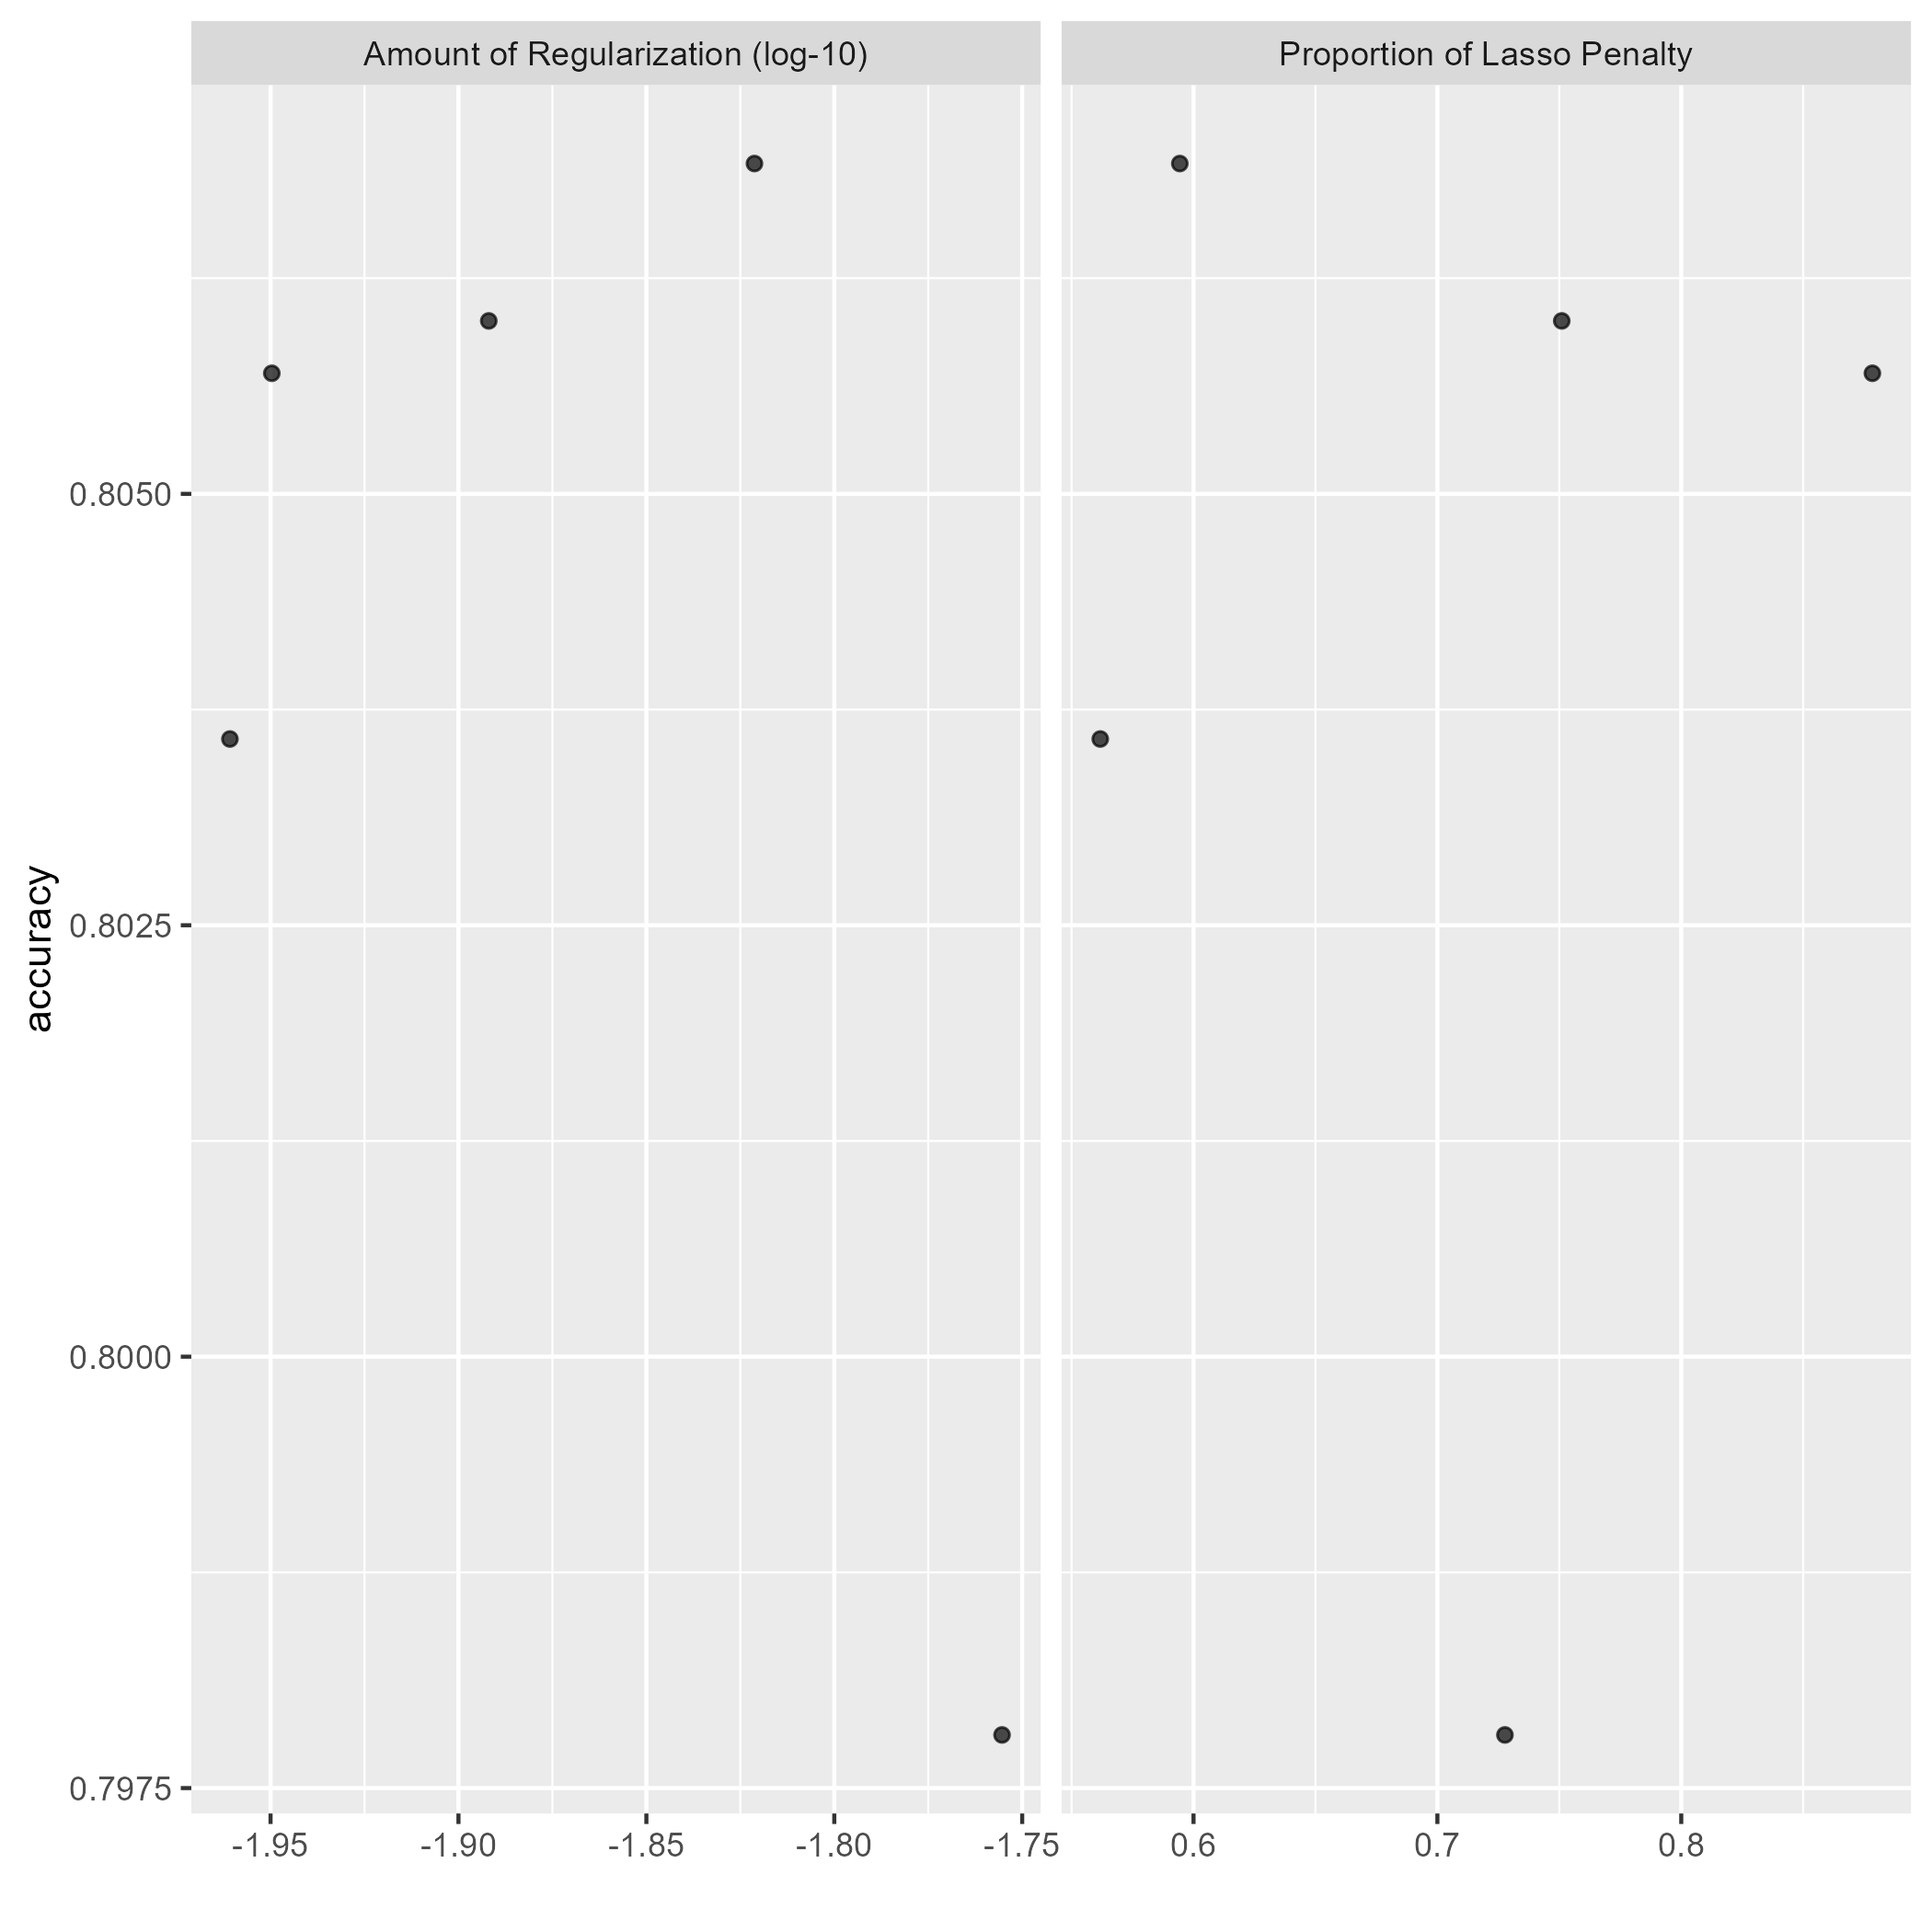 Amount of Regularization (log-10)
Proportion of Lasso Penalty
accuracy
0.8050
0.8025
0.8000
0.7975
-1.95 -1.90 -1.85 -1.80 -1.75
0.6 0.7 0.8